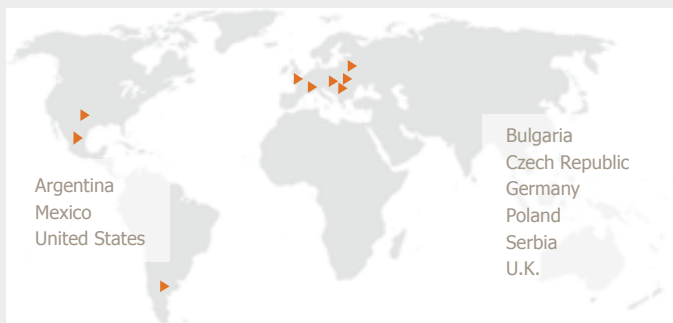 Argentina
Mexico
United States
Bulgaria
Czech Republic
Germany
Poland
Serbia
U.K.